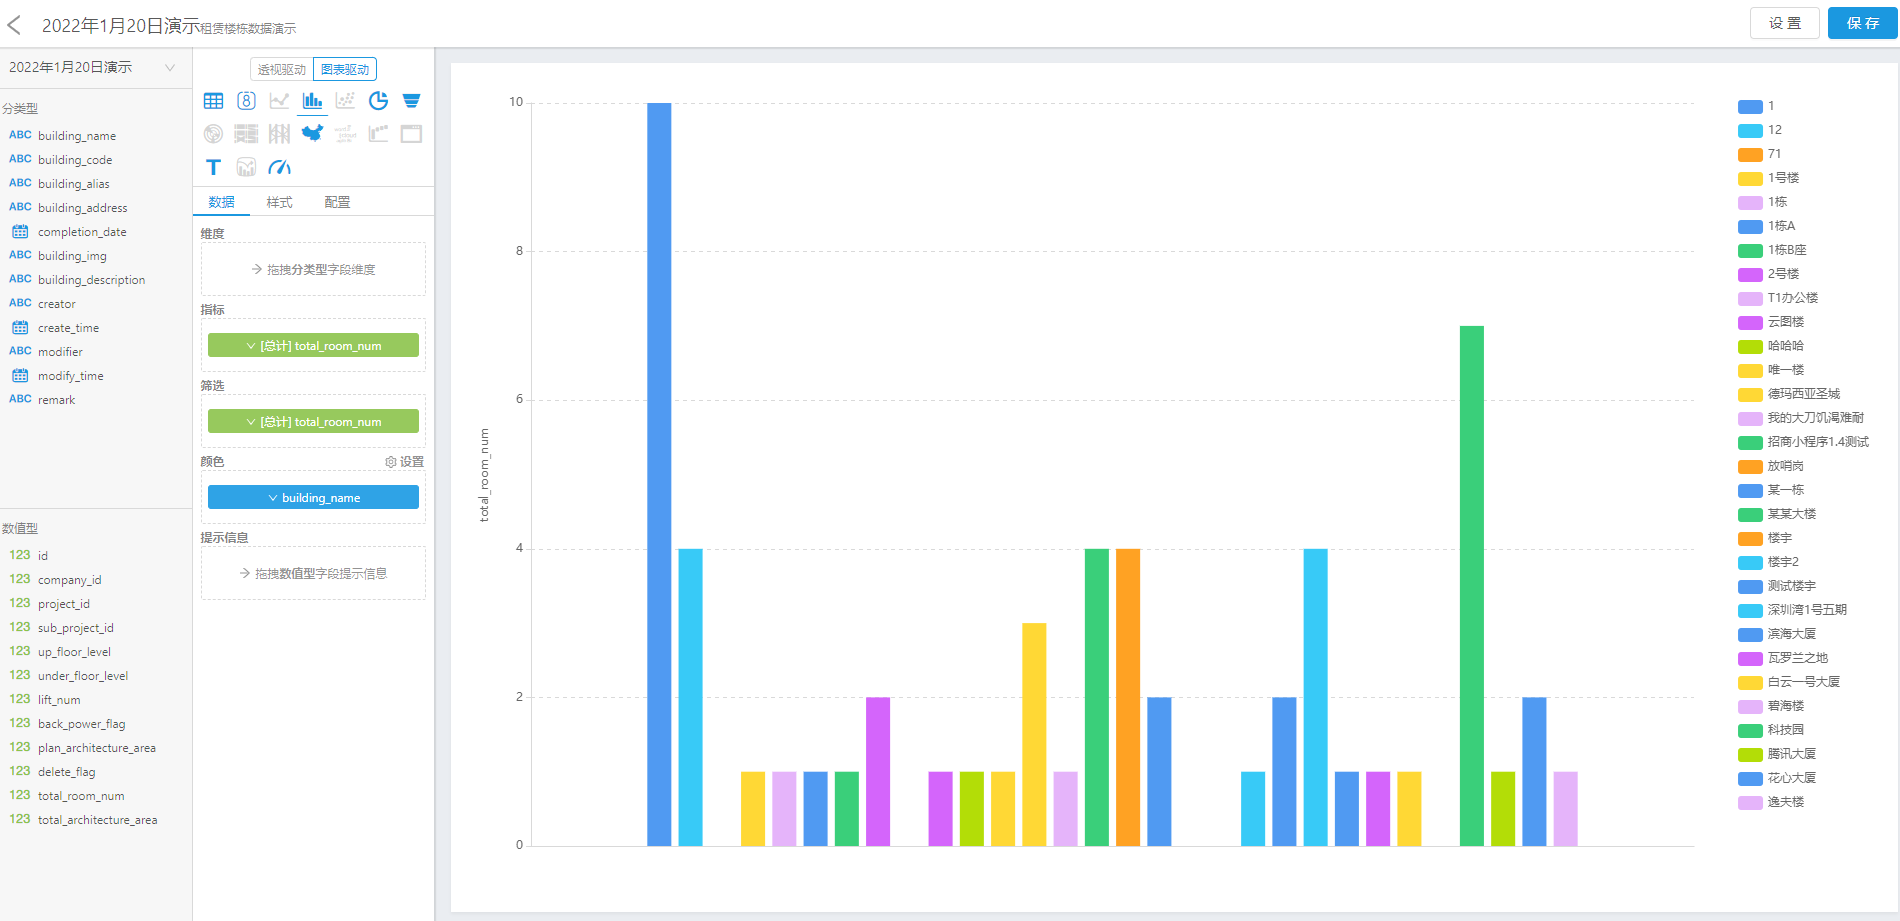 2022年1月20日演示租赁楼栋数据演示
设 置
保 存
2022年1月20日演示
分类型
ABC building_name
ABC building_code
ABC building_alias
ABC building_address
completion_date
ABC building_img
ABC building_description
ABC creator
create_time
ABC modifier
modify_time
ABC remark
数值型
123 id
123 company_id
123 project_id
123 sub_project_id
123 up_floor_level
123 under_floor_level
123 lift_num
123 back_power_flag
123 plan_architecture_area
123 delete_flag
123 total_room_num
123 total_architecture_area
透视驱动
图表驱动
8
T
数据
样式
配置
维度
拖拽分类型字段维度
指标
[总计] total_room_num
筛选
[总计] total_room_num
颜色
设置
building_name
提示信息
拖拽数值型字段提示信息
total_room_num
10
8
6
4
2
0
1
12
71
1号楼
1栋
1栋A
1栋B座
2号楼
T1办公楼
云图楼
哈哈哈
唯一楼
德玛西亚圣城
我的大刀饥渴难耐
招商小程序1.4测试
放哨岗
某一栋
某某大楼
楼宇
楼宇2
测试楼宇
深圳湾1号五期
滨海大厦
瓦罗兰之地
白云一号大厦
碧海楼
科技园
腾讯大厦
花心大厦
逸夫楼